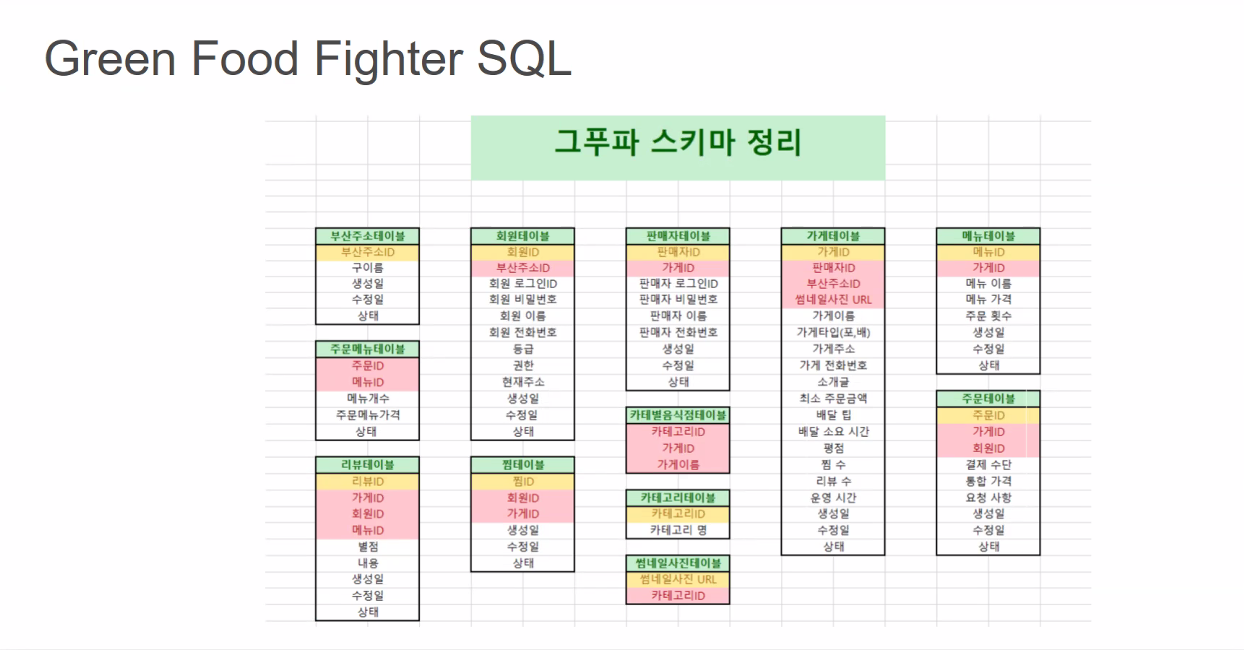 Green Food Fighter SQL
그푸파 스키마 정리
부산주소테이블
부산주소ID
구이름
생성일
수정일
상태
주문메뉴테이블
주문ID
메뉴ID
메뉴개수
주문메뉴가격
상태
리뷰테이블
리뷰ID
가게ID
회원ID
메뉴ID
별점
내용
생성일
수정일
상태
회원테이블
회원ID
부산주소ID
회원 로그인ID
회원 비밀번호
회원 이름
회원 전화번호
등급
권한
현재주소
생성일
수정일
상태
찜테이블
찜ID
회원ID
가게ID
생성일
수정일
상태
판매자테이블
판매자ID
가게ID
판매자 로그인ID
판매자 비밀번호
판매자 이름
판매자 전화번호
생성일
수정일
상태
카테별음식점테이블
카테고리ID
가게ID
가게이름
카테고리테이블
카테고리ID
카테고리 명
썸네일사진테이블
썸네일사진 URL
카테고리ID
가게테이블
가게ID
판매자ID
부산주소ID
썸네일사진 URL
가게이름
가게타입(포,배)
가게주소
가게 전화번호
소개글
최소 주문금액
배달 팁
배달 소요 시간
평점
찜 수
리뷰 수
운영 시간
생성일
수정일
상태
메뉴테이블
메뉴ID
가게ID
메뉴 이름
메뉴 가격
주문 횟수
생성일
수정일
상태
주문테이블
주문ID
가게ID
회원ID
결제 수단
통합 가격
요청 사항
생성일
수정일
상태